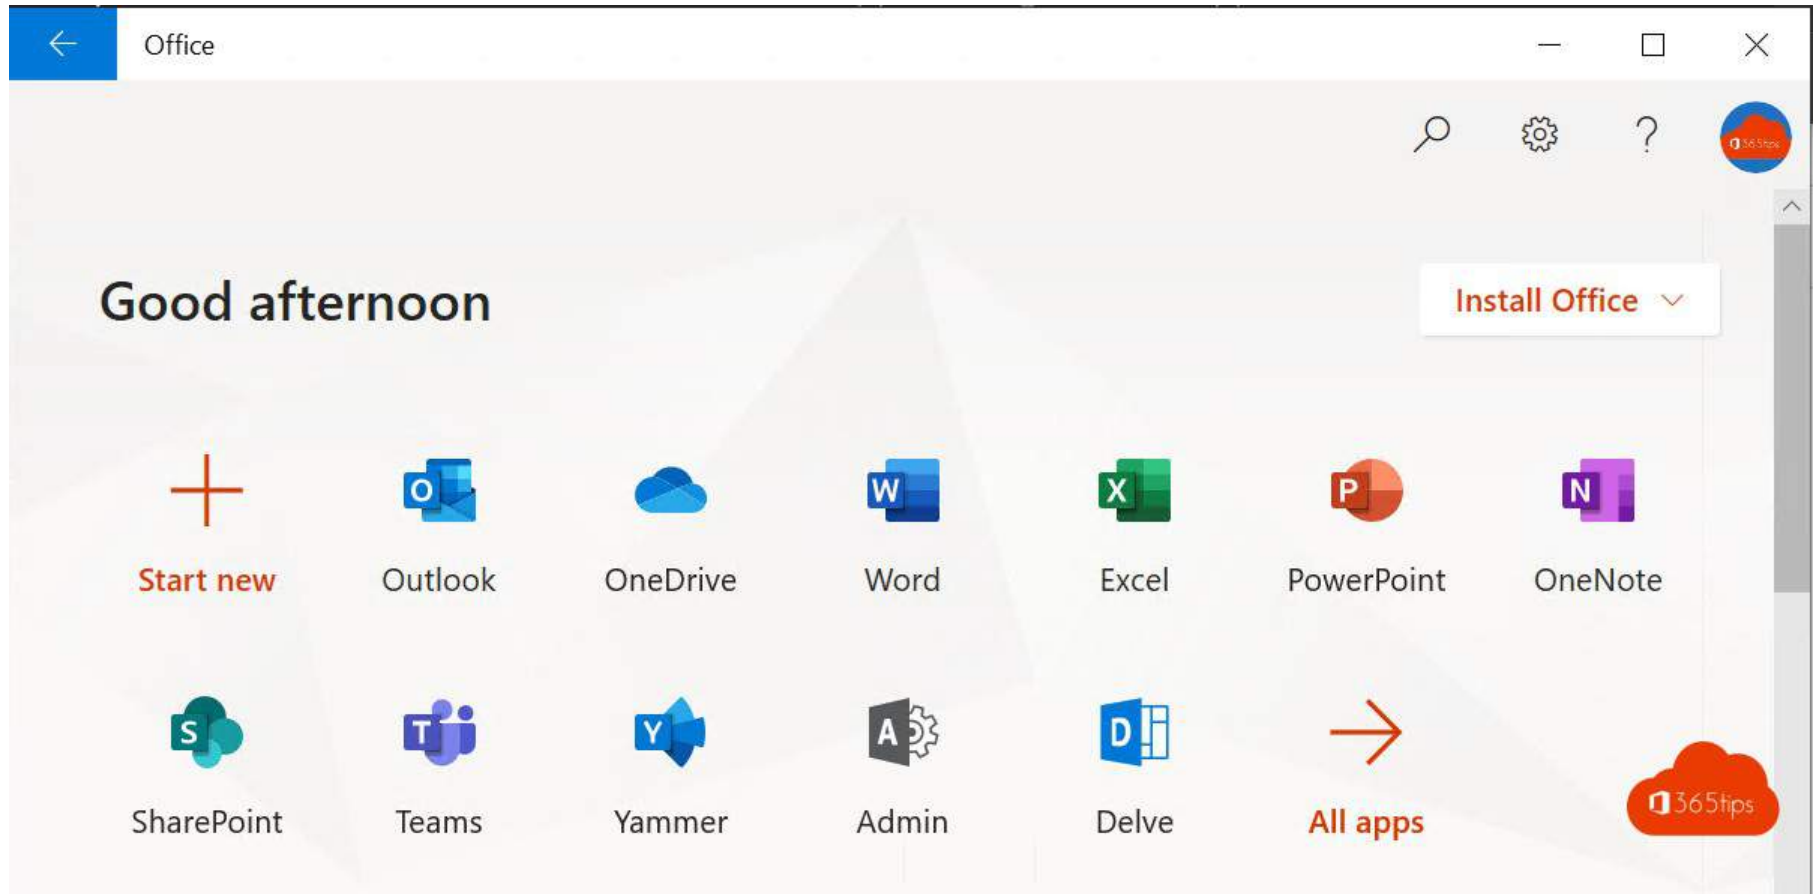 Office
365tips
Good afternoon
Install Office
Start new
Outlook
OneDrive
Word
Excel
PowerPoint
OneNote
SharePoint
Teams
Yammer
Admin
Delve
All apps
365tips